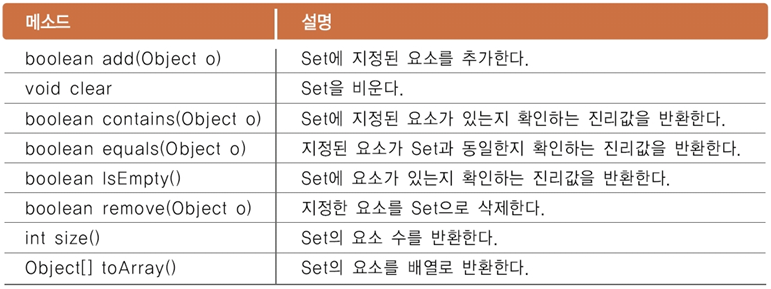 메소드 설명
boolean add(Object o) Set에 지정된 요소를 추가한다.
void clear Set을 비운다.
boolean contains(Object o) Set에 지정된 요소가 있는지 확인하는 진리값을 반환한다.
boolean equals(Object o) 지정된 요소가 Set과 동일한지 확인하는 진리값을 반환한다.
boolean IsEmpty() Set에 요소가 있는지 확인하는 진리값을 반환한다.
boolean remove(Object o) 지정한 요소를 Set으로 삭제한다.
int size() Set의 요소 수를 반환한다.
Object[] toArray() Set의 요소를 배열로 반환한다.